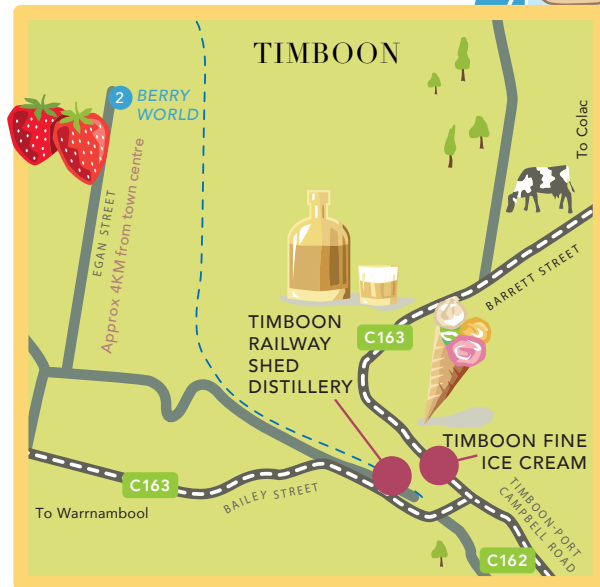 TIMBOON
2 BERRY
WORLD
EGAN STREET
Approx 4KM from town centre
To Colac
BARRETT STREET
TIMBOON
RAILWAY
SHED
DISTILLERY
C163
TIMBOON FINE
ICE CREAM
C163
BAILEY STREET
To Warrnambool
TIMBOON-PORT
CAMPBELL ROAD
C162